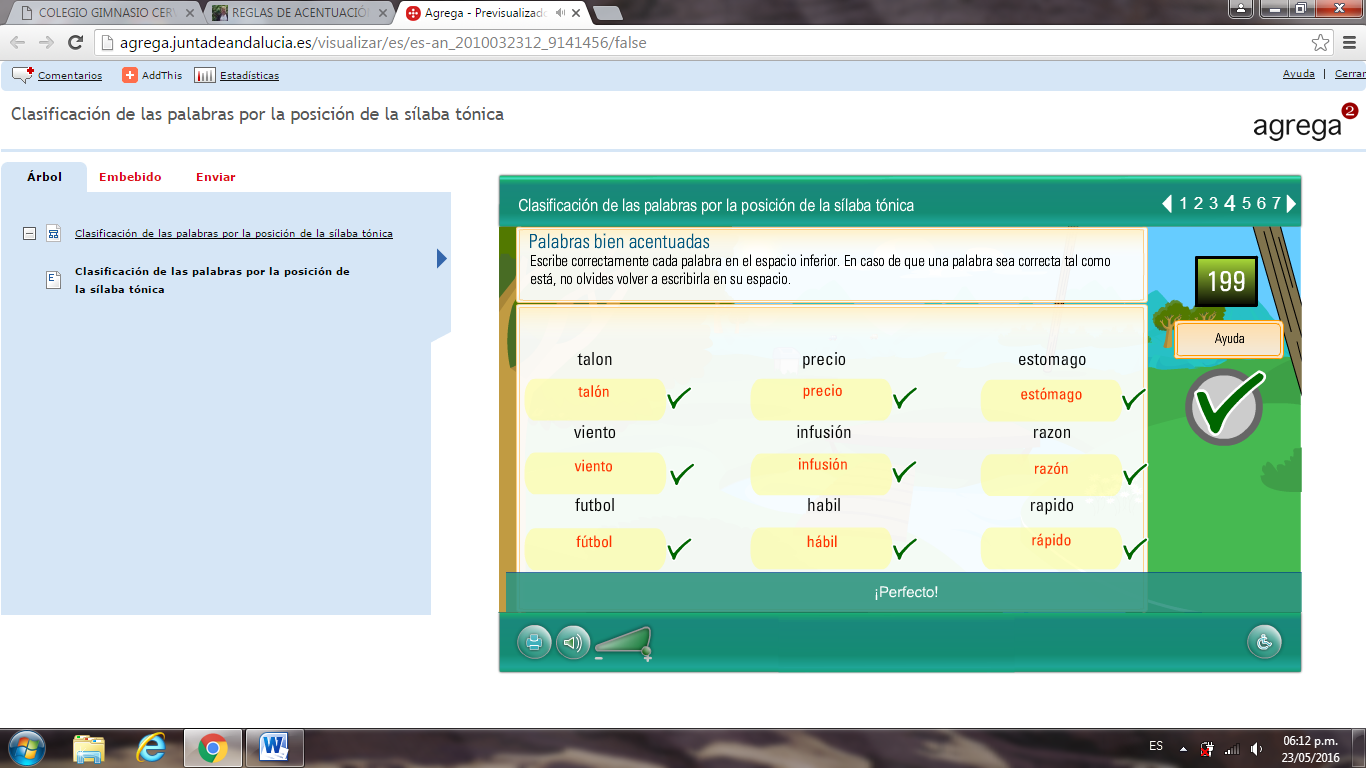 COLEGIO GIMNASIO CER
REGLAS DE ACENTUACIÓ
Agrega - Previsualizad
agrega.juntadeandalucia.es/visualizar/es/es-an_2010032312_9141456/false
Comentarios
AddThis
Estadísticas
Ayuda | Cerrar
Clasificación de las palabras por la posición de la sílaba tónica
agrega 2
Árbol Embebido Enviar
Clasificación de las palabras por la posición de la sílaba tónica
Clasificación de las palabras por la posición de
la sílaba tónica
Clasificación de las palabras por la posición de la sílaba tónica
1 2 3 4 5 6 7
Palabras bien acentuadas
Escribe correctamente cada palabra en el espacio inferior. En caso de que una palabra sea correcta tal como
está, no olvides volver a escribirla en su espacio.
199
Ayuda
talon precio estomago
talón precio estómago
viento infusión razon
viento infusión razón
futbol habil rapido
fútbol hábil rápido
¡Perfecto!
ES
06:12 p.m.
23/05/2016